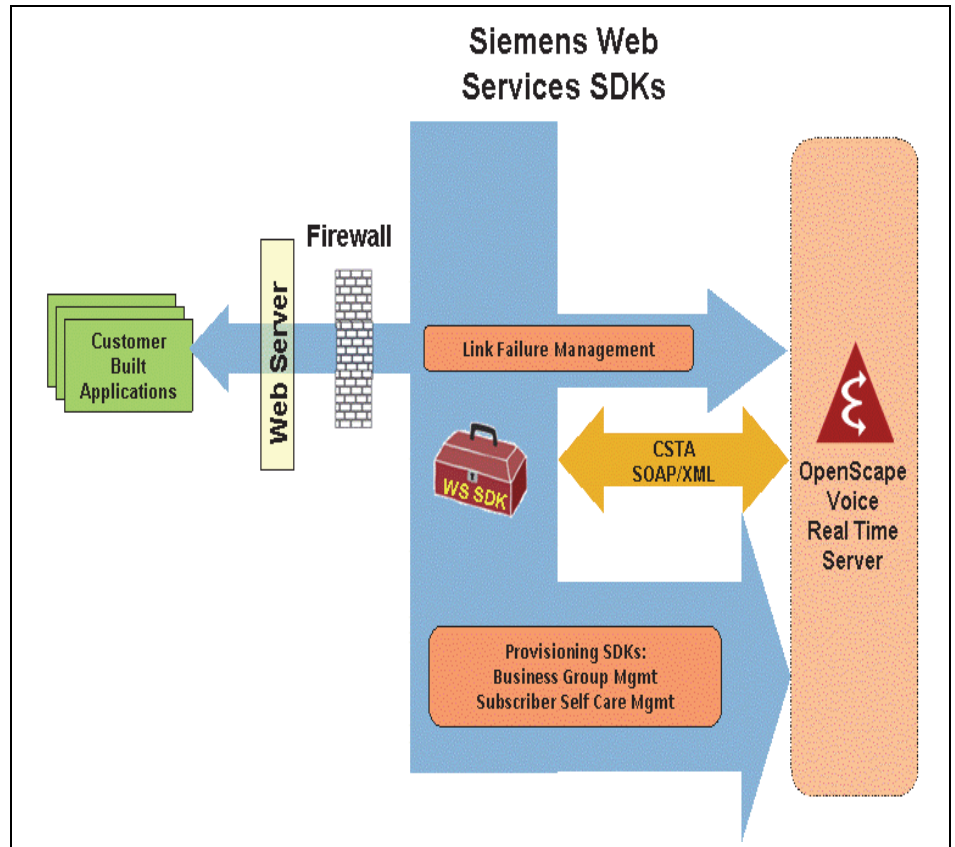 Siemens Web
Services SDKs
Firewall
Web Server
Customer
Built
Applications
Link Failure Management
WS SDK
CSTA
SOAP/XML
OpenScape
Voice
Real Time
Server
Provisioning SDKs:
Business Group Mgmt
Subscriber Self Care Mgmt